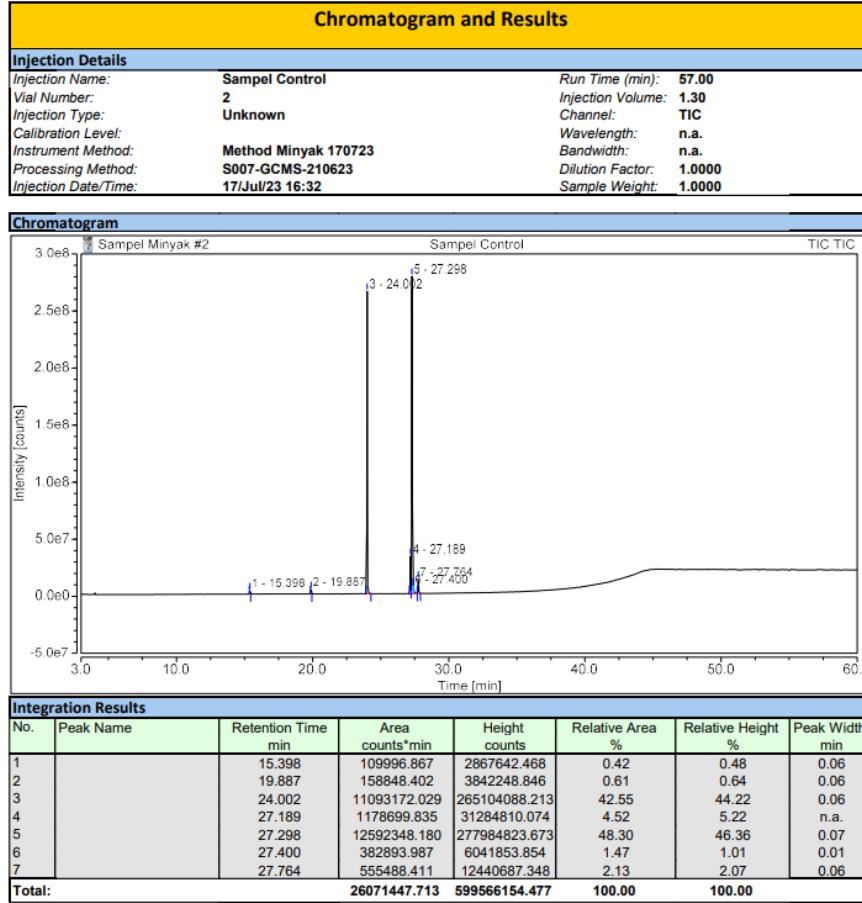 Chromatogram and Results
Injection Details
Injection Name: Sampel Control Run Time (min): 57.00
Vial Number: 2 Injection Volume: 1.30
Injection Type: Unknown Channel: TIC
Calibration Level: Wavelength: n.a.
Instrument Method: Method Minyak 170723 Bandwidth: n.a.
Processing Method: S007-GCMS-210623 Dilution Factor: 1.0000
Injection Date/Time: 17/Jul/23 16:32 Sample Weight: 1.0000
Chromatogram
Sampel Minyak #2 Sampel Control TIC TIC
3.0e8
5 - 27.298
3 - 24.002
2.5e8
2.0e8
1.5e8
1.0e8
5.0e7
4 - 27.189
7 - 27.764
1 - 15.398 2 - 19.887 6 - 27.400
0.0e0
-5.0e7
Intensity [counts]
3.0 10.0 20.0 30.0 40.0 50.0 60.
Time [min]
Integration Results
No. Peak Name Retention Time Area Height Relative Area Relative Height Peak Width
min counts*min counts % % min
1 15.398 109996.867 2867642.468 0.42 0.48 0.06
2 19.887 158848.402 3842248.846 0.61 0.64 0.06
3 24.002 11093172.029 265104088.213 42.55 44.22 0.06
4 27.189 1178699.835 31284810.074 4.52 5.22 n.a.
5 27.298 12592348.180 277984823.673 48.30 46.36 0.07
6 27.400 382893.987 6041853.854 1.47 1.01 0.01
7 27.764 555488.411 12440687.348 2.13 2.07 0.06
Total: 26071447.713 599566154.477 100.00 100.00